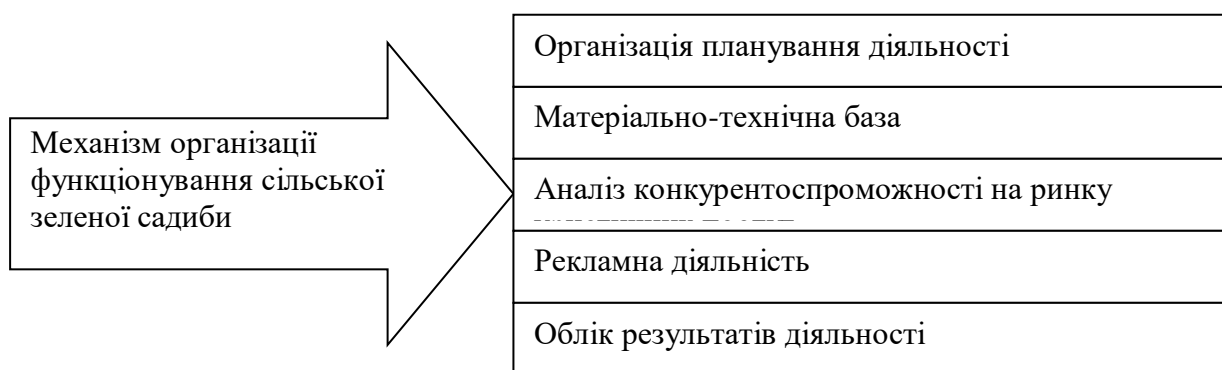 Механізм організації
функціонування сільської
зеленої садиби
Організація планування діяльності
Матеріально-технічна база
Аналіз конкурентоспроможності на ринку
Рекламна діяльність
Облік результатів діяльності